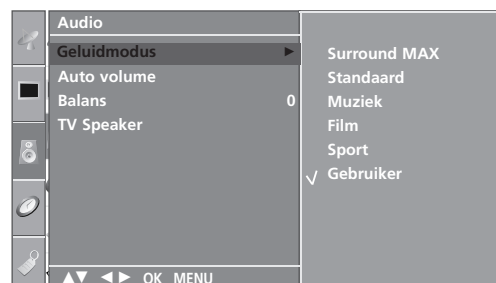 Audio
Geluidmodus ►
Auto volume
Balans 0
TV Speaker
▲▼ ◄► OK MENU
Surround MAX
Standaard
Muziek
Film
Sport
√ Gebruiker